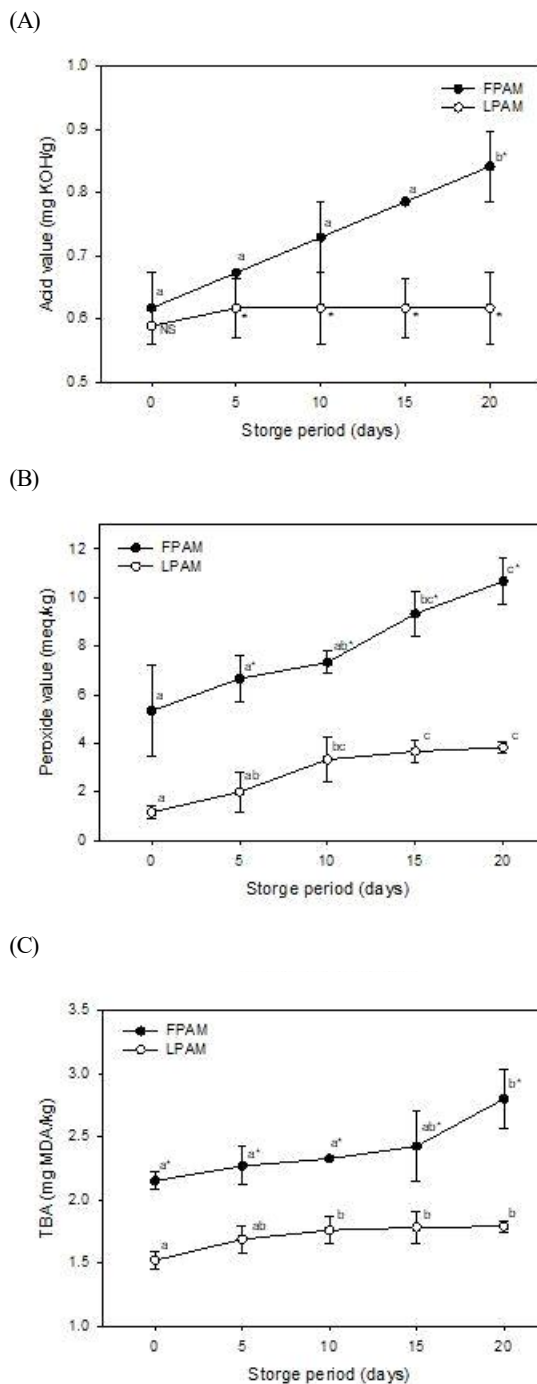 (A)
1.0
FPAM
LPAM
0.9
b*
a
0.8
a
a
0.7
a
0.6
NS
*
*
*
*
0.5
Acid value (mg KOH/g)
0
5
10
15
20
Storge period (days)
(B)
12
FPAM
LPAM
c*
bc*
10
8
ab*
a*
6
a
4
c
c
bc
ab
2
a
0
Peroxide value (meq/kg)
0
5
10
15
20
Storge period (days)
(C)
3.5
FPAM
LPAM
3.0
b*
ab*
2.5
a*
a*
a*
2.0
b
b
b
ab
a
1.5
1.0
TBA (mg MDA/kg)
0
5
10
15
20
Storge period (days)